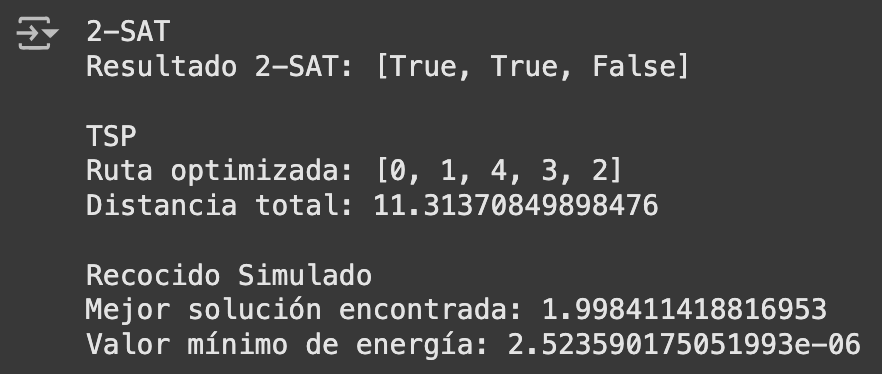 2-SAT
Resultado 2-SAT: [True, True, False]
TSP
Ruta optimizada: [0, 1, 4, 3, 2]
Distancia total: 11.31370849898476
Recocido Simulado
Mejor solución encontrada: 1.998411418816953
Valor mínimo de energía: 2.523590175051993e-06